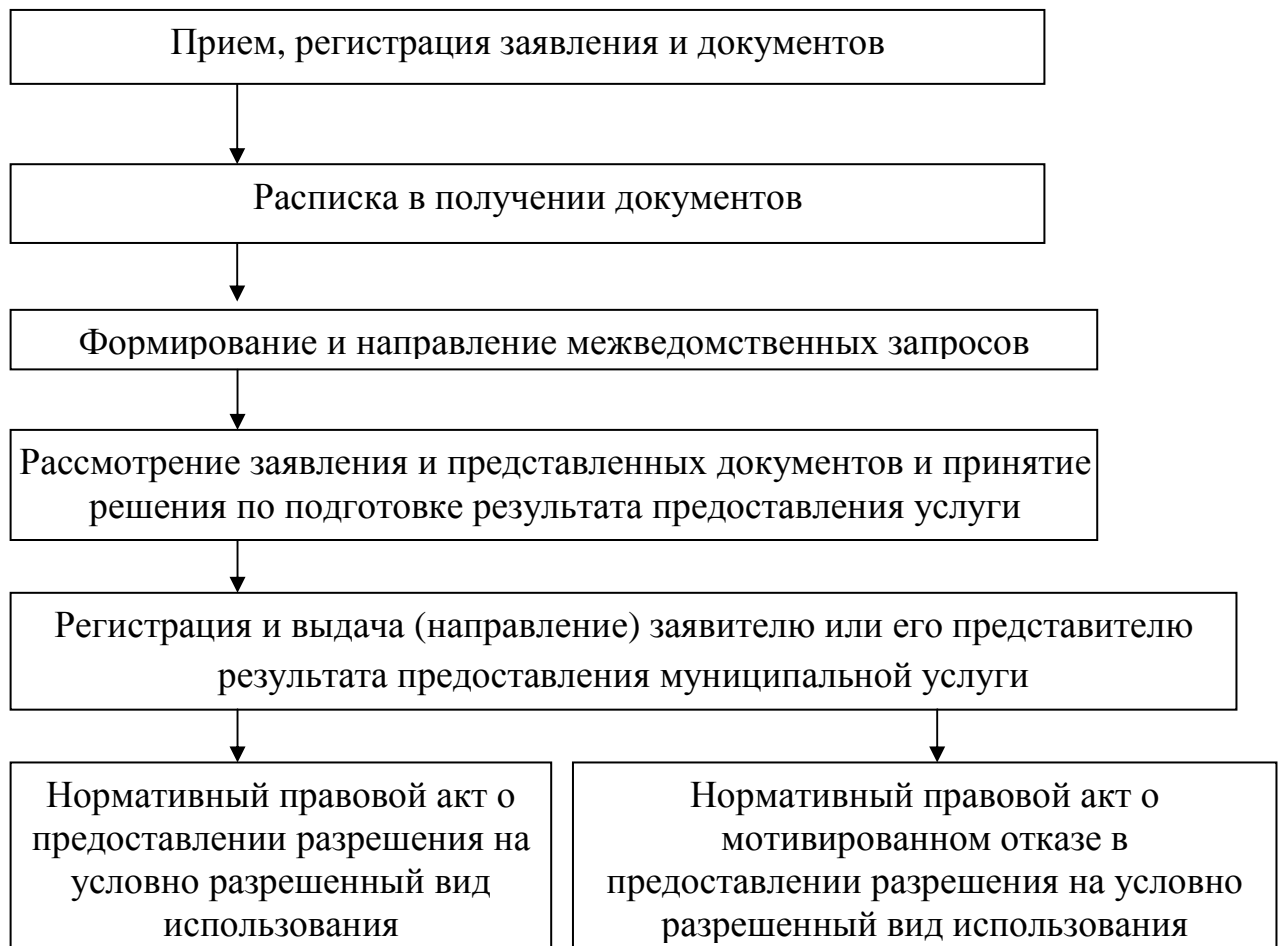 Прием, регистрация заявления и документов
Расписка в получении документов
Формирование и направление межведомственных запросов
Рассмотрение заявления и представленных документов и принятие
решения по подготовке результата предоставления услуги
Регистрация и выдача (направление) заявителю или его представителю
результата предоставления муниципальной услуги
Нормативный правовой акт о
предоставлении разрешения на
условно разрешенный вид
использования
Нормативный правовой акт о
мотивированном отказе в
предоставлении разрешения на условно
разрешенный вид использования